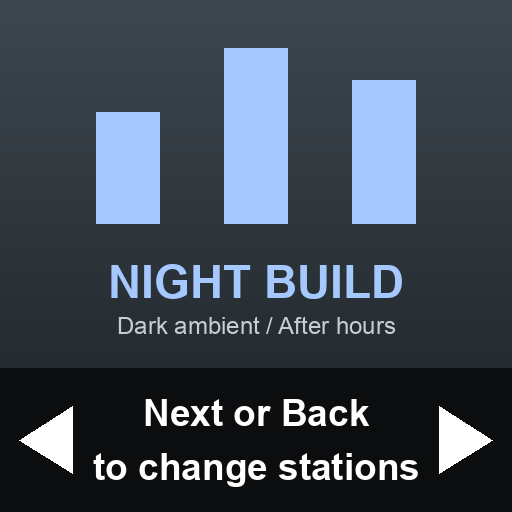 NIGHT BUILD
Dark ambient / After hours
Next or Back
to change stations